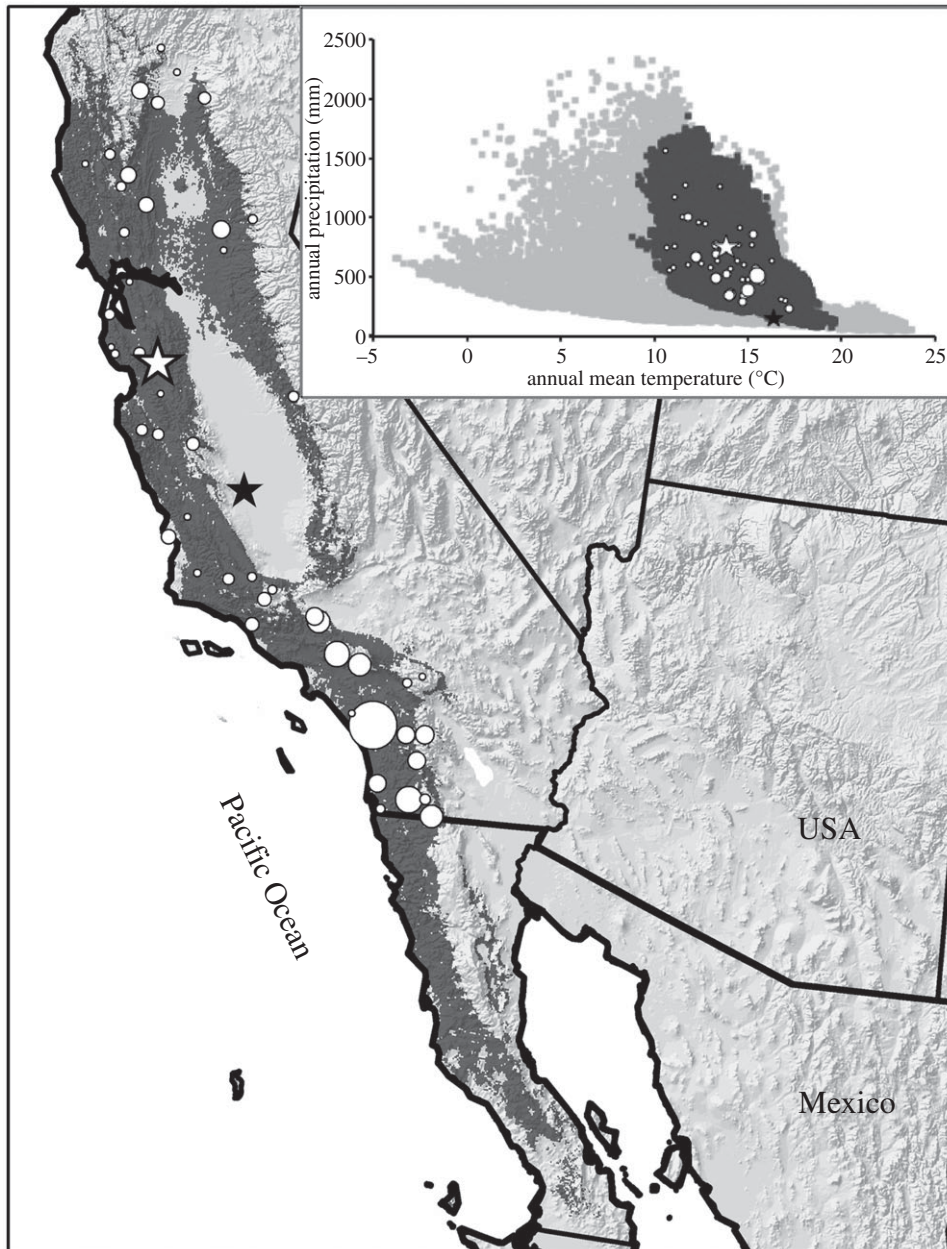 2500
2000
1500
1000
500
0
annual precipitation (mm)
–5 0 5 10 15 20 25
annual mean temperature (°C)
Pacific Ocean
USA
Mexico